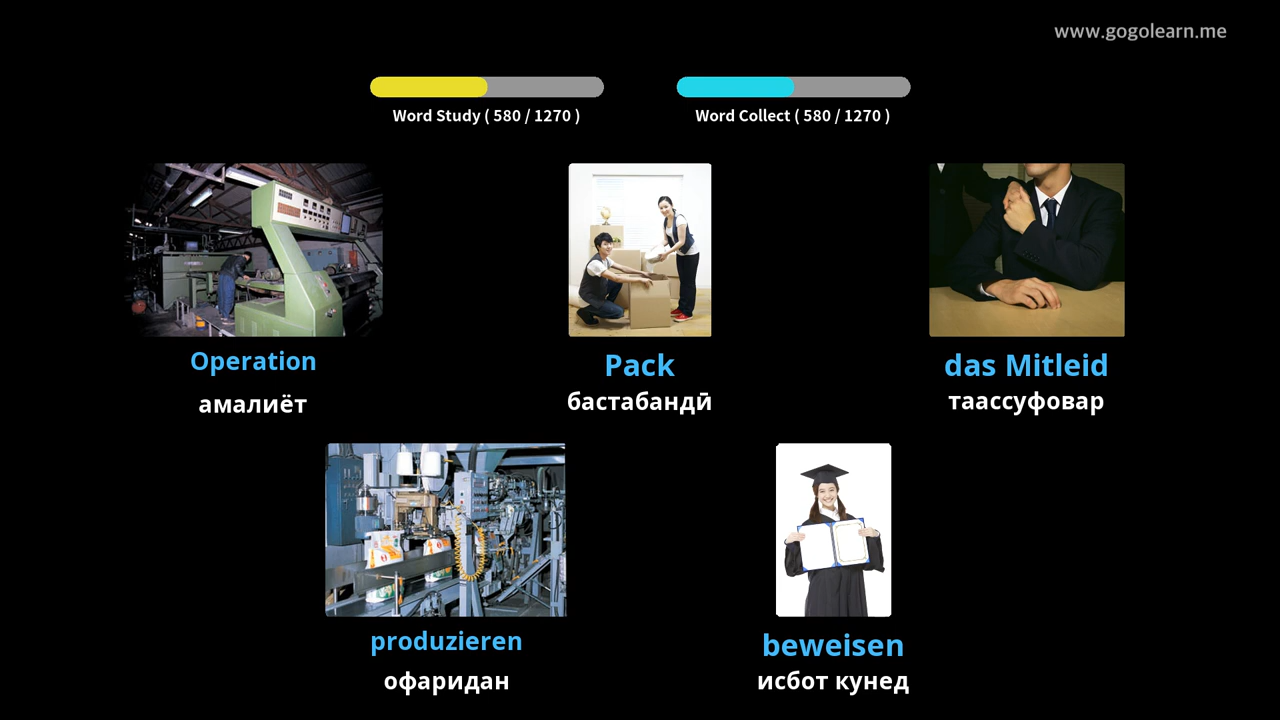 www.gogolearn.me
Word Study ( 580 / 1270 )
Word Collect ( 580 / 1270 )
Operation
амалиёт
Pack
бастабандӣ
das Mitleid
таассуфовар
produzieren
офаридан
beweisen
исбот кунед